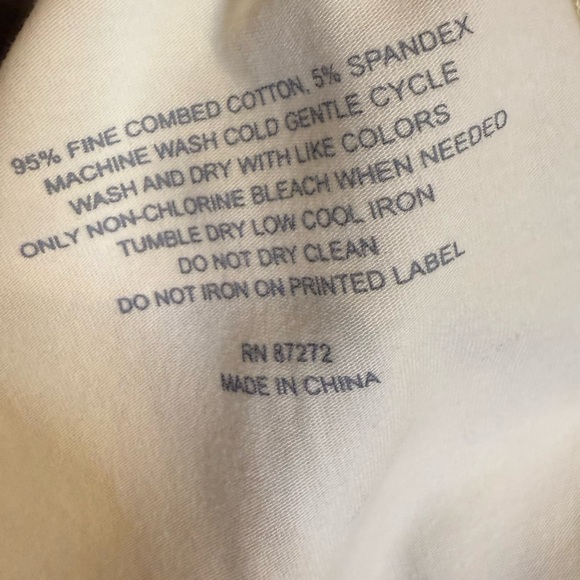 95% FINE COMBED COTTON, 5% SPANDEX
MACHINE WASH COLD GENTLE CYCLE
WASH AND DRY WITH LIKE COLORS
ONLY NON-CHLORINE BLEACH WHEN NEEDED
TUMBLE DRY LOW COOL IRON
DO NOT DRY CLEAN
DO NOT IRON ON PRINTED LABEL
RN 87272
MADE IN CHINA